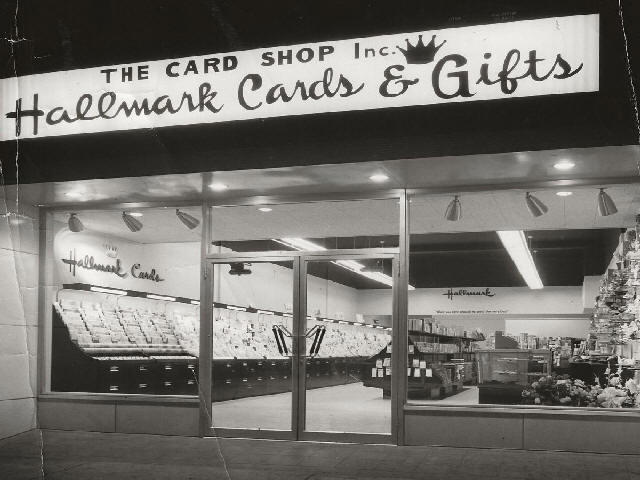 THE CARD SHOP Inc.
Hallmark Cards & Gifts
Hallmark Cards
Hallmark